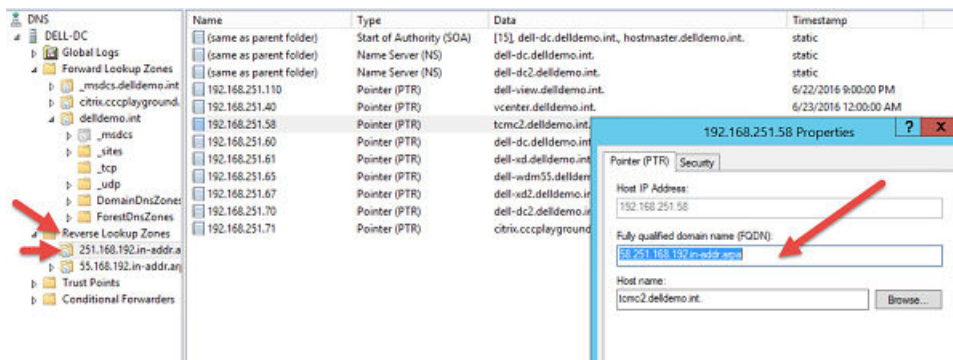 DNS
DELL-DC
Global Logs
Forward Lookup Zones
_msdcs.delldemo.int
citrix.cccplayground.
delldemo.int
_msdcs
_sites
_tcp
_udp
DomainDnsZones
ForestDnsZones
Reverse Lookup Zones
251.168.192.in-addr.a
55.168.192.in-addr.ar
Trust Points
Conditional Forwarders
Name Type Data Timestamp
(same as parent folder) Start of Authority (SOA) [15], dell-dc.delldemo.int., hostmaster.delldemo.int. static
(same as parent folder) Name Server (NS) dell-dc.delldemo.int. static
(same as parent folder) Name Server (NS) dell-dc2.delldemo.int. static
192.168.251.110 Pointer (PTR) dell-view.delldemo.int. 6/22/2016 9:00:00 PM
192.168.251.40 Pointer (PTR) vcenter.delldemo.int. 6/23/2016 12:00:00 AM
192.168.251.58 Pointer (PTR) tcmc2.delldemo.int.
192.168.251.60 Pointer (PTR) dell-dc.delldemo.int
192.168.251.61 Pointer (PTR) dell-xd.delldemo.int
192.168.251.65 Pointer (PTR) dell-wdm55.delldem
192.168.251.67 Pointer (PTR) dell-xd2.delldemo.in
192.168.251.70 Pointer (PTR) dell-dc2.delldemo.in
192.168.251.71 Pointer (PTR) citrix.cccplayground
192.168.251.58 Properties ? x
Pointer (PTR) Security
Host IP Address:
192.168.251.58
Fully qualified domain name (FQDN):
58.251.168.192.in-addr.arpa
Host name:
tcmc2.delldemo.int. Browse...